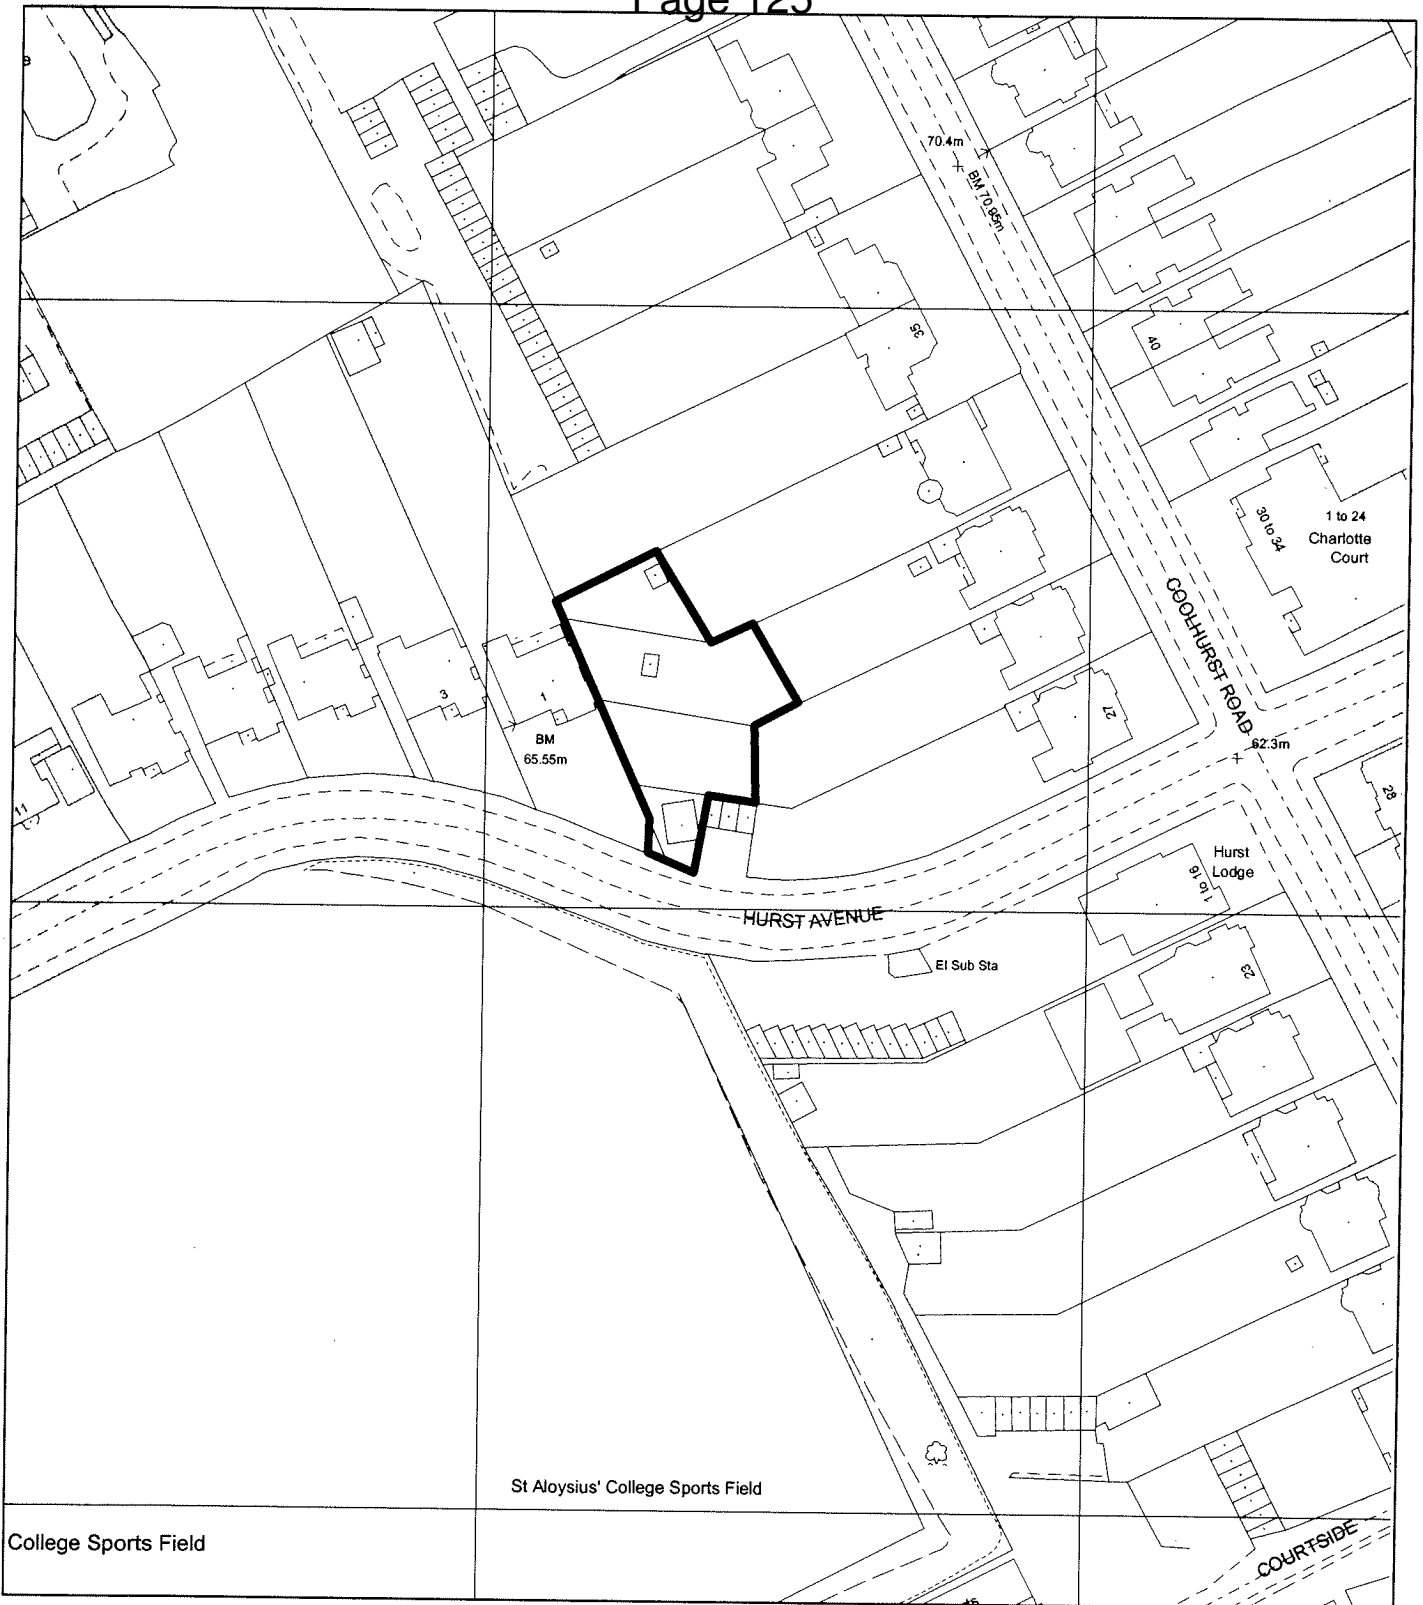 Page 125
70.4m
BM 70.85m
35
40
30 to 34
1 to 24
Charlotte
Court
COOLHURST ROAD
3
1
BM
65.55m
27
62.3m
28
11
Hurst
Lodge
1 to 16
HURST AVENUE
El Sub Sta
23
St Aloysius' College Sports Field
College Sports Field
COURTSIDE